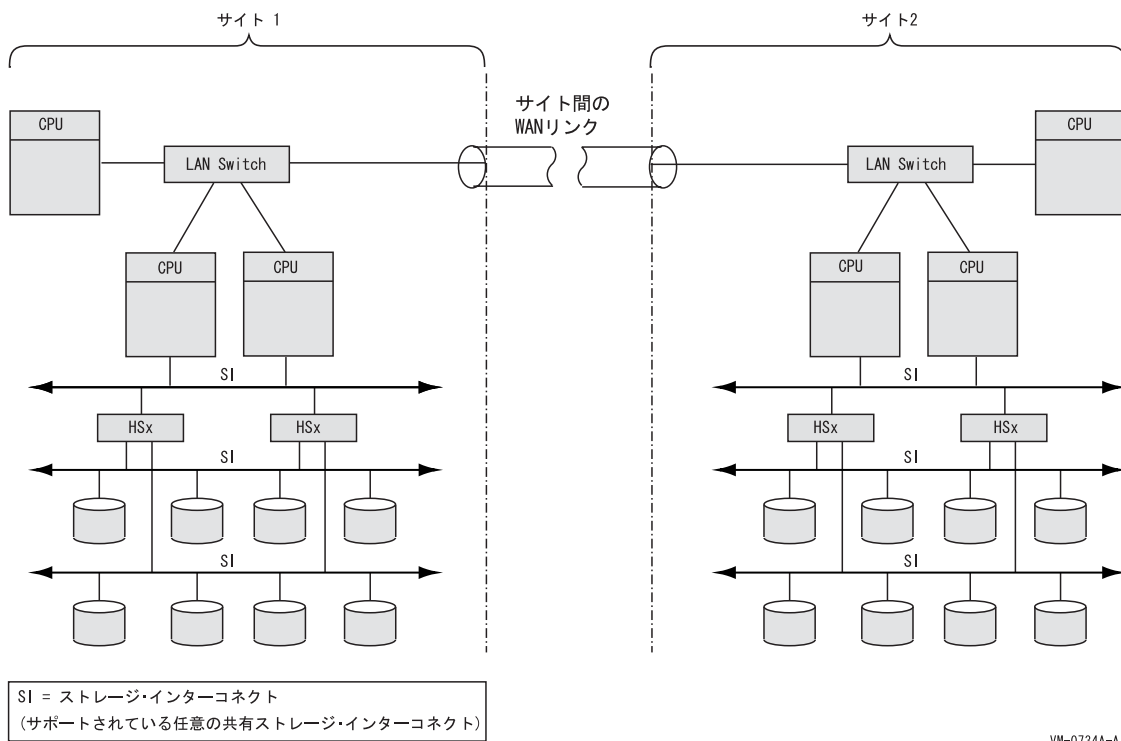 サイト 1
サイト2
サイト間の
WANリンク
CPU
LAN Switch
LAN Switch
CPU
CPU
CPU
CPU
CPU
SI
SI
HSx
HSx
HSx
HSx
SI
SI
SI
SI
SI = ストレージ・インターコネクト
(サポートされている任意の共有ストレージ・インターコネクト)
VM-0734A-AI